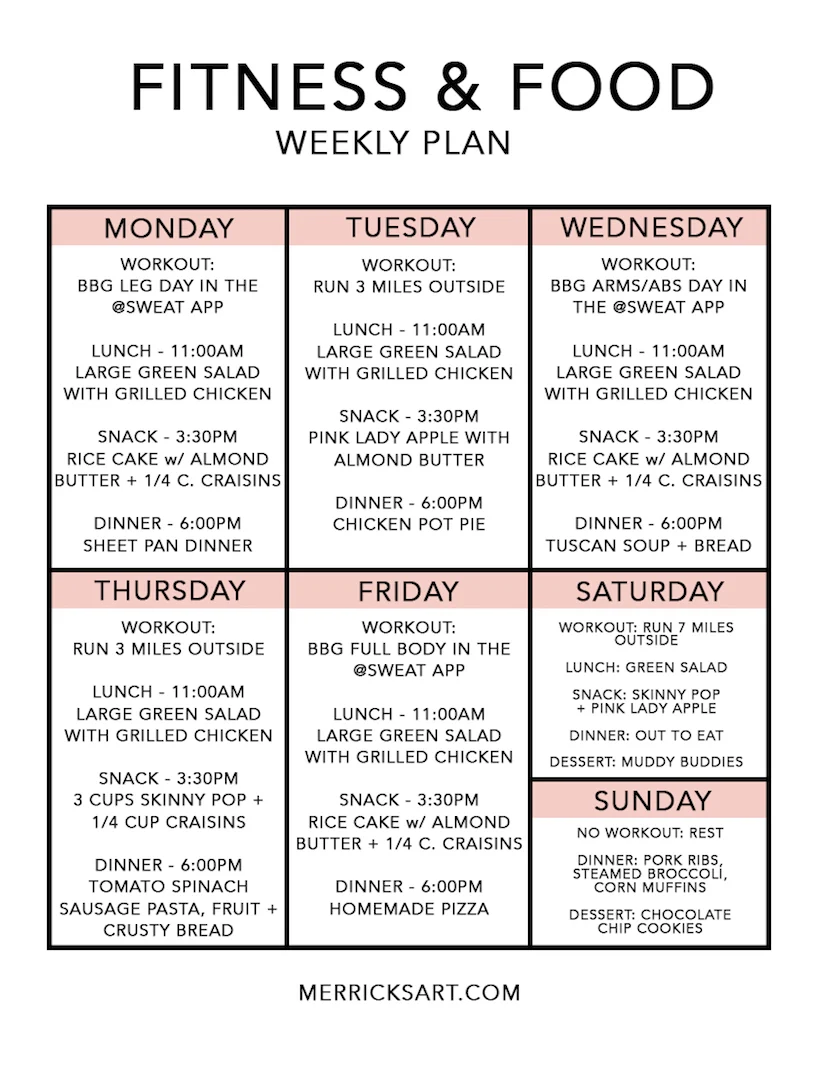 FITNESS & FOOD
WEEKLY PLAN
MONDAY
WORKOUT:
BBG LEG DAY IN THE
@SWEAT APP
LUNCH - 11:00AM
LARGE GREEN SALAD
WITH GRILLED CHICKEN
SNACK - 3:30PM
RICE CAKE w/ ALMOND
BUTTER + 1/4 C. CRAISINS
DINNER - 6:00PM
SHEET PAN DINNER
TUESDAY
WORKOUT:
RUN 3 MILES OUTSIDE
LUNCH - 11:00AM
LARGE GREEN SALAD
WITH GRILLED CHICKEN
SNACK - 3:30PM
PINK LADY APPLE WITH
ALMOND BUTTER
DINNER - 6:00PM
CHICKEN POT PIE
WEDNESDAY
WORKOUT:
BBG ARMS/ABS DAY IN
THE @SWEAT APP
LUNCH - 11:00AM
LARGE GREEN SALAD
WITH GRILLED CHICKEN
SNACK - 3:30PM
RICE CAKE w/ ALMOND
BUTTER + 1/4 C. CRAISINS
DINNER - 6:00PM
TUSCAN SOUP + BREAD
THURSDAY
WORKOUT:
RUN 3 MILES OUTSIDE
LUNCH - 11:00AM
LARGE GREEN SALAD
WITH GRILLED CHICKEN
SNACK - 3:30PM
3 CUPS SKINNY POP +
1/4 CUP CRAISINS
DINNER - 6:00PM
TOMATO SPINACH
SAUSAGE PASTA, FRUIT +
CRUSTY BREAD
FRIDAY
WORKOUT:
BBG FULL BODY IN THE
@SWEAT APP
LUNCH - 11:00AM
LARGE GREEN SALAD
WITH GRILLED CHICKEN
SNACK - 3:30PM
RICE CAKE w/ ALMOND
BUTTER + 1/4 C. CRAISINS
DINNER - 6:00PM
HOMEMADE PIZZA
SATURDAY
WORKOUT: RUN 7 MILES
OUTSIDE
LUNCH: GREEN SALAD
SNACK: SKINNY POP
+ PINK LADY APPLE
DINNER: OUT TO EAT
DESSERT: MUDDY BUDDIES
SUNDAY
NO WORKOUT: REST
DINNER: PORK RIBS,
STEAMED BROCCOLI,
CORN MUFFINS
DESSERT: CHOCOLATE
CHIP COOKIES
MERRICKSART.COM